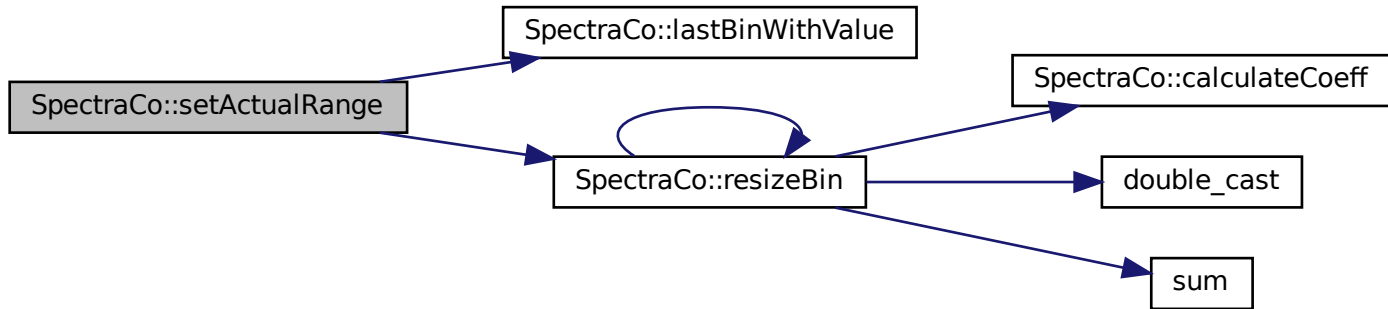 SpectraCo::setActualRange
SpectraCo::lastBinWithValue
SpectraCo::resizeBin
SpectraCo::calculateCoeff
double_cast
sum